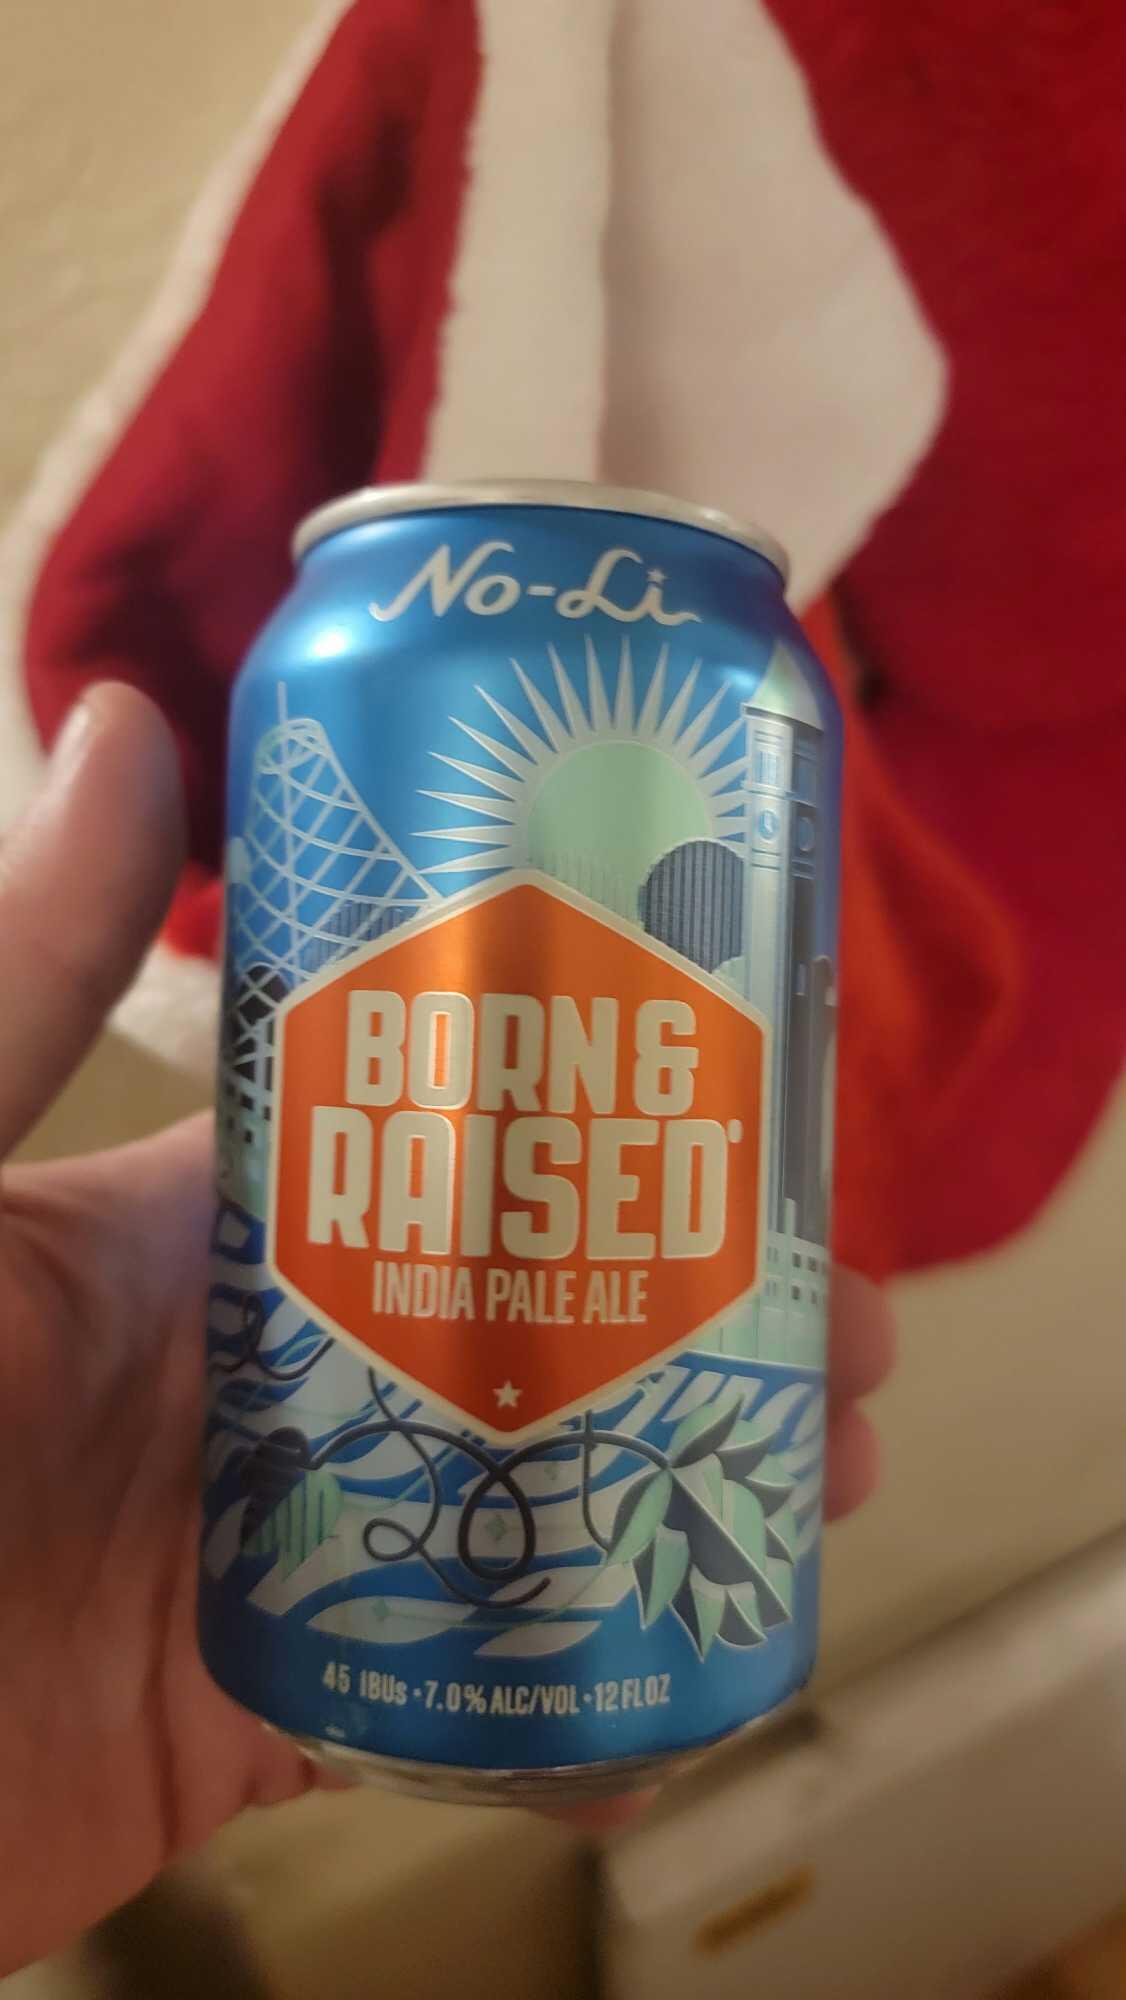 No-Li
BORN &
RAISED®
INDIA PALE ALE
45 IBUs • 7.0% ALC/VOL • 12 FL OZ